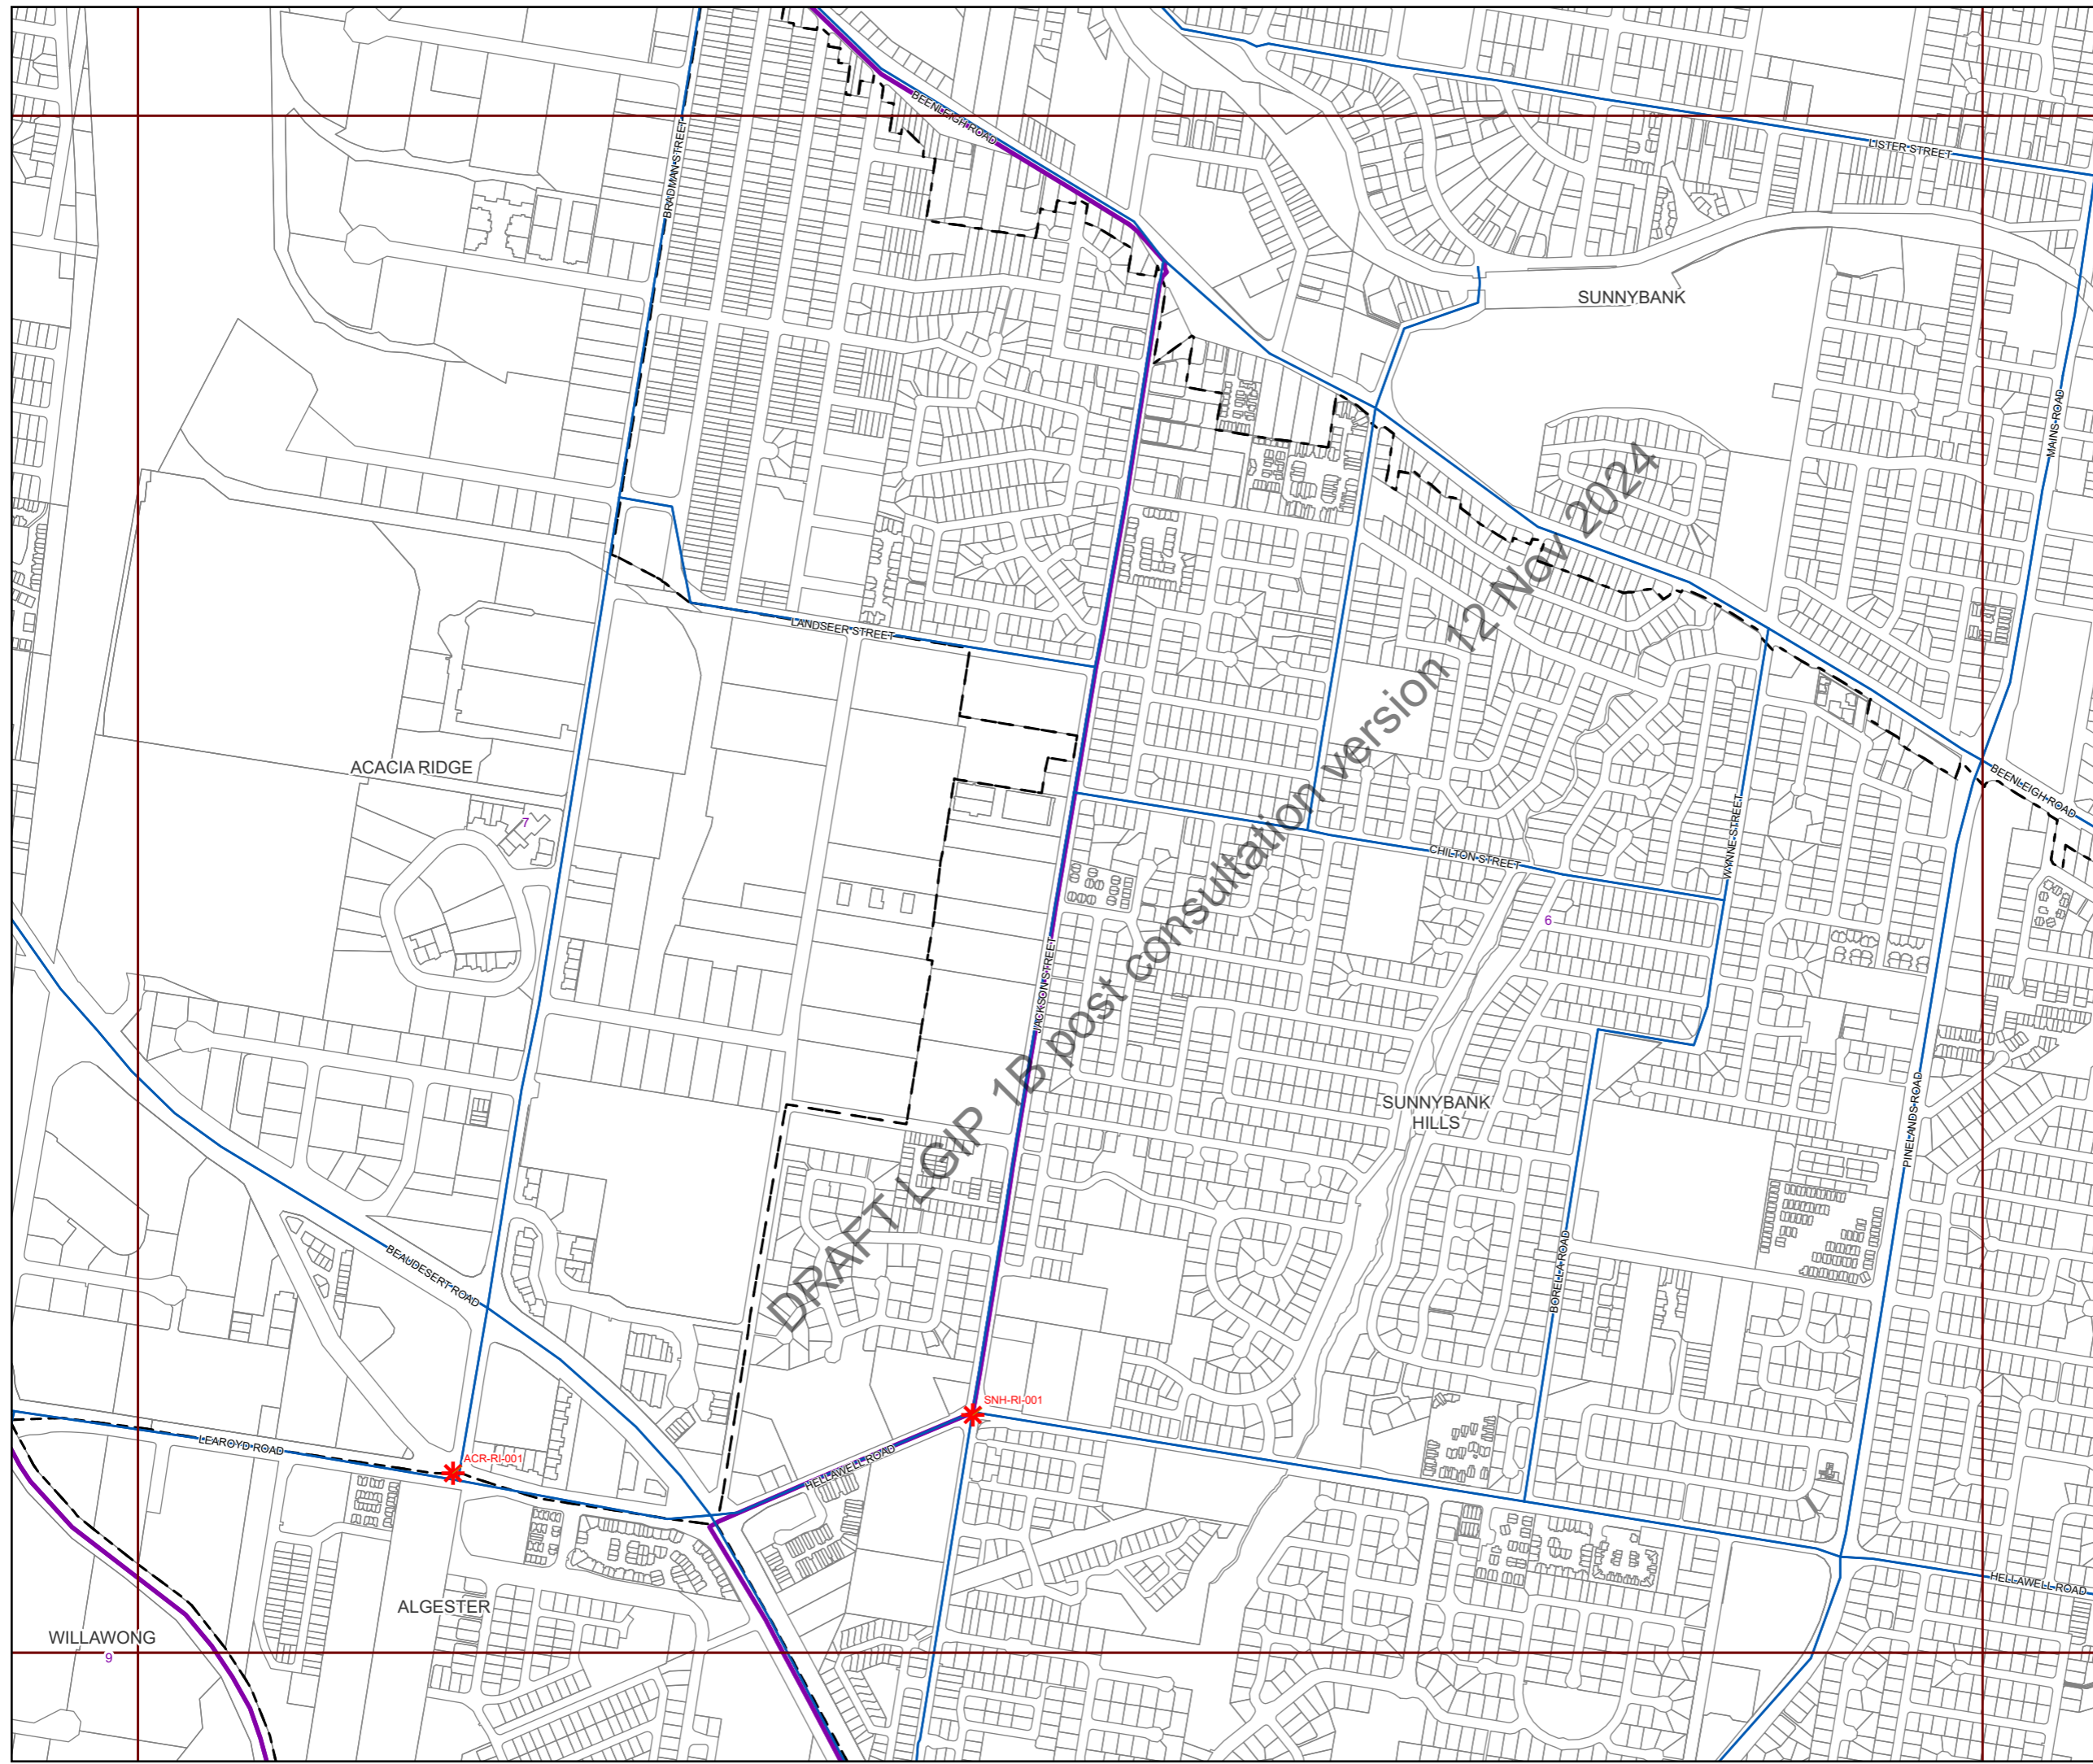 BEENLEIGH ROAD
LISTER STREET
BRADMAN STREET
SUNNYBANK
MAINS ROAD
LANDSEER STREET
ACACIA RIDGE
7
BEENLEIGH ROAD
WYNNE STREET
CHILTON STREET
6
JACKSON STREET
DRAFT LGIP 1B post consultation version 12 Nov 2024
SUNNYBANK
HILLS
PINELANDS ROAD
BEAUDESERT ROAD
BORELLA ROAD
SNH-RI-001
LEAROYD ROAD
ACR-RI-001
HELLAWELL ROAD
HELLAWELL ROAD
ALGESTER
WILLAWONG
9